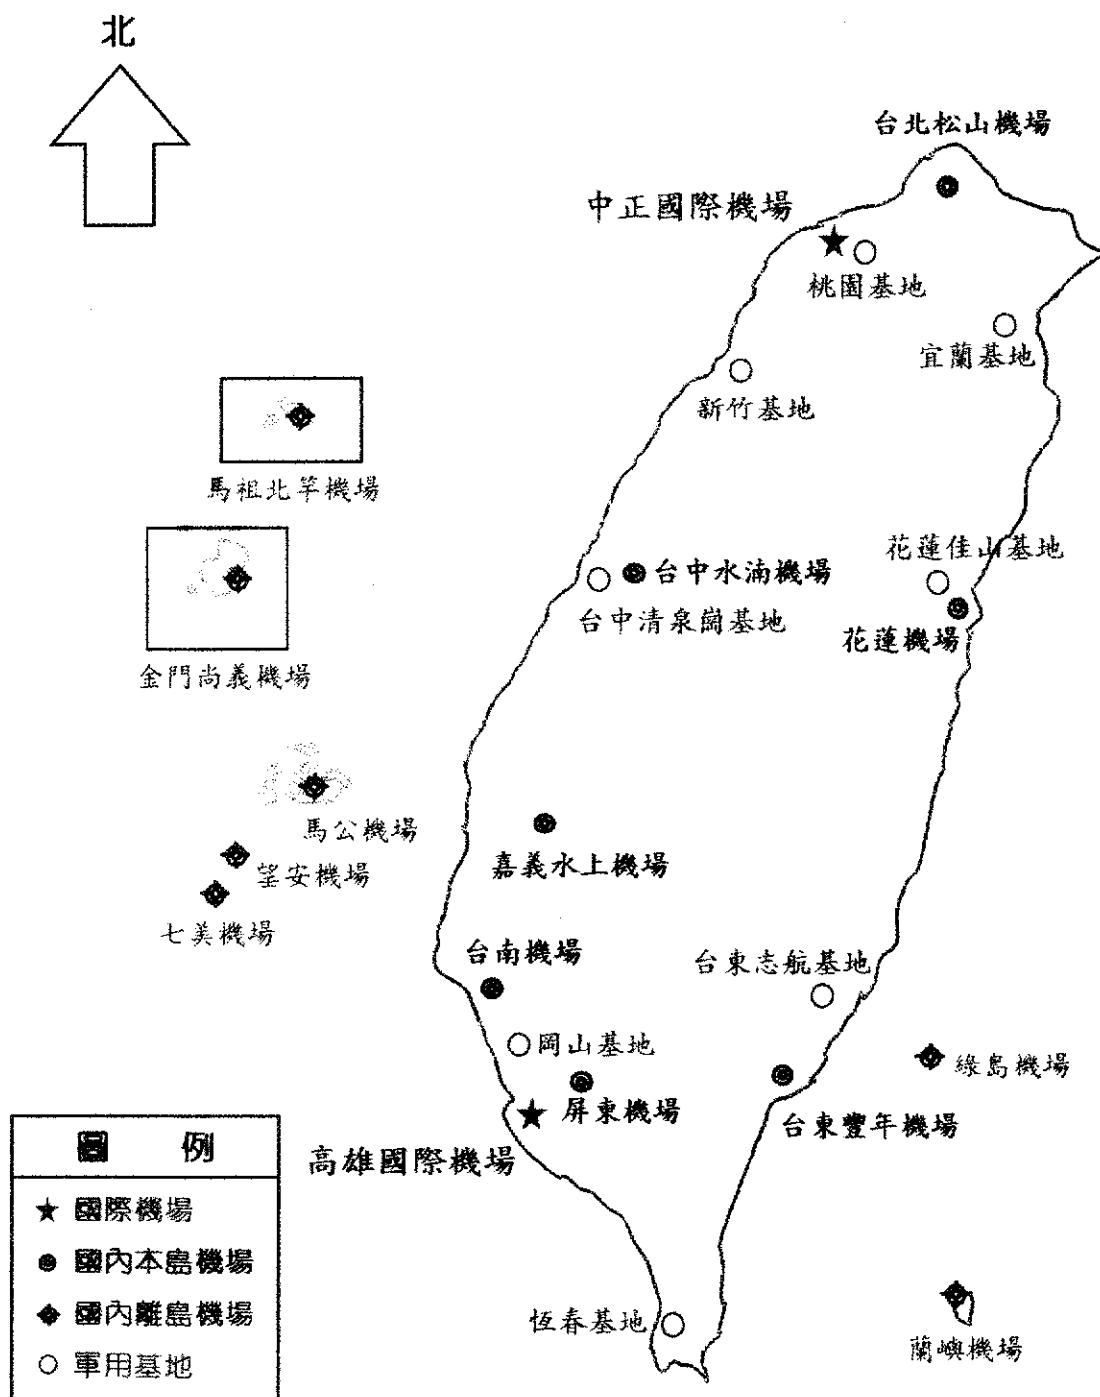 北
台北松山機場
中正國際機場
桃園基地
宜蘭基地
新竹基地
馬祖北竿機場
花蓮佳山基地
台中水湳機場
台中清泉崗基地
花蓮機場
金門尚義機場
馬公機場
望安機場
嘉義水上機場
七美機場
台南機場
台東志航基地
岡山基地
綠島機場
屏東機場
台東豐年機場
高雄國際機場
圖 例
國際機場
國內本島機場
國內離島機場
軍用基地
恆春基地
蘭嶼機場